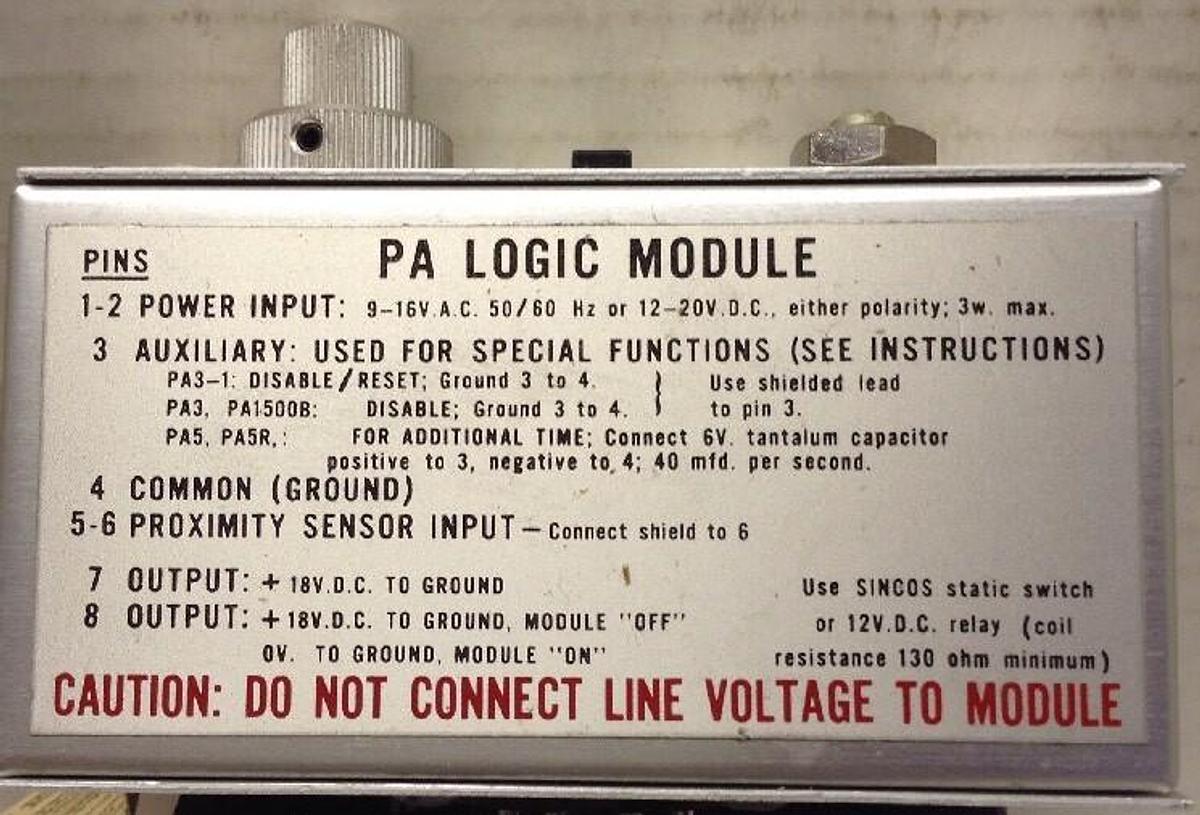 PINS PA LOGIC MODULE
1-2 POWER INPUT: 9-16V.A.C. 50/60 Hz or 12-20V.D.C., either polarity; 3w. max.
3 AUXILIARY: USED FOR SPECIAL FUNCTIONS (SEE INSTRUCTIONS)
PA3-1: DISABLE/RESET; Ground 3 to 4. } Use shielded lead
PA3, PA1500B: DISABLE; Ground 3 to 4. to pin 3.
PA5, PA5R,: FOR ADDITIONAL TIME; Connect 6V. tantalum capacitor
positive to 3, negative to 4; 40 mfd. per second.
4 COMMON (GROUND)
5-6 PROXIMITY SENSOR INPUT – Connect shield to 6
7 OUTPUT: + 18V.D.C. TO GROUND Use SINCOS static switch
8 OUTPUT: + 18V.D.C. TO GROUND, MODULE "OFF" or 12V.D.C. relay (coil
0V. TO GROUND, MODULE "ON" resistance 130 ohm minimum)
CAUTION: DO NOT CONNECT LINE VOLTAGE TO MODULE